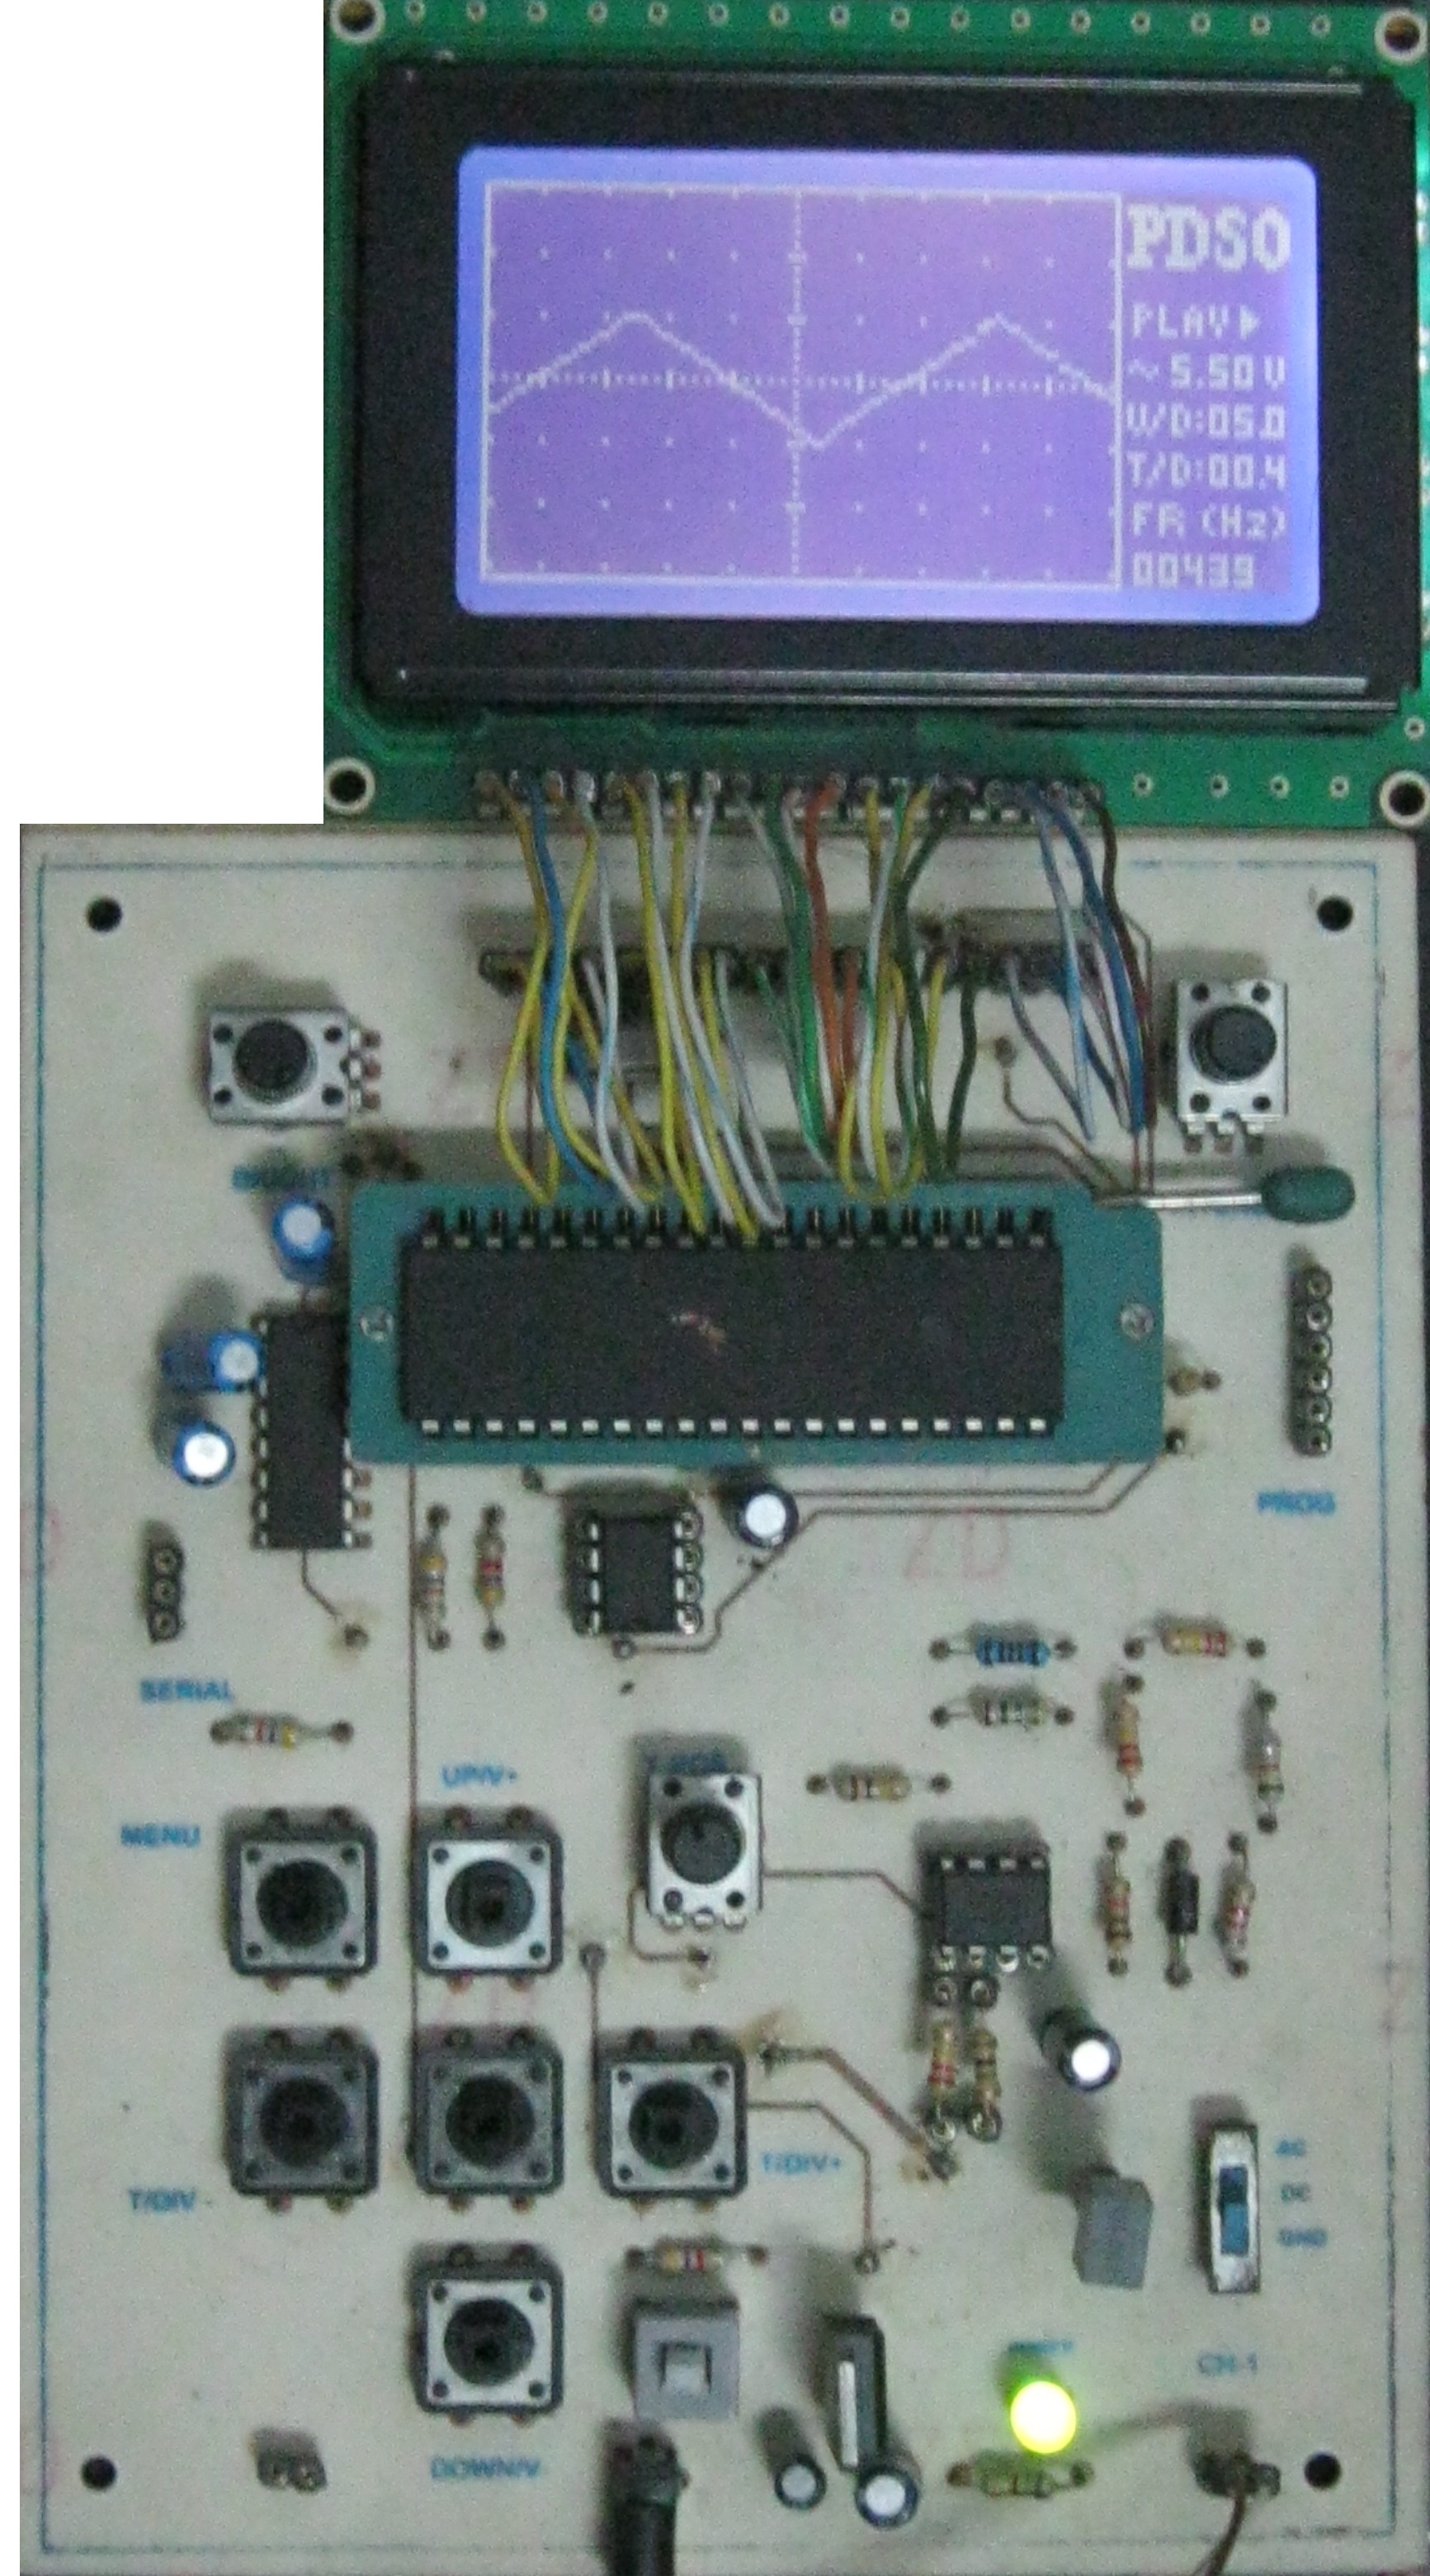 PDSO
PLAY
~ 5.50 V
V/D:05.0
T/D:00.4
FR (Hz)
00439
PROG
SERIAL
UP/V+
MENU
T/DIV+
T/DIV -
AC
DC
GND
CH-1
DOWN/V-